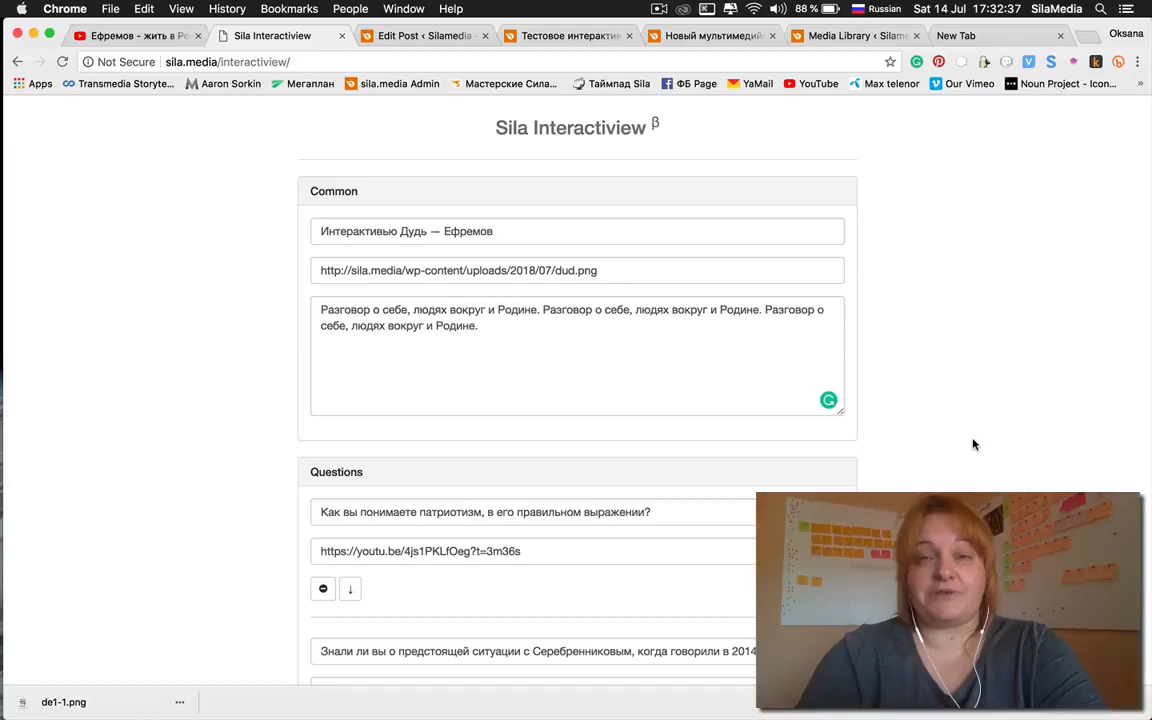 Chrome File Edit View History Bookmarks People Window Help 88 % Russian Sat 14 Jul 17:32:37 SilaMedia
Ефремов - жить в Ро Sila Interactiview Edit Post ‹ Silamedia Тестовое интерактив Новый мультимедий Media Library ‹ Silame New Tab Oksana
Not Secure sila.media/interactiview/
Apps Transmedia Storyte... Aaron Sorkin Мегаплан sila.media Admin Мастерские Сила... Таймпад Sila ФБ Page YaMail YouTube Max telenor Our Vimeo Noun Project - Icon... »
Sila Interactiview β
Common
Интерактивью Дудь — Ефремов
http://sila.media/wp-content/uploads/2018/07/dud.png
Разговор о себе, людях вокруг и Родине. Разговор о себе, людях вокруг и Родине. Разговор о
себе, людях вокруг и Родине.
Questions
Как вы понимаете патриотизм, в его правильном выражении?
https://youtu.be/4js1PKLfOeg?t=3m36s
Знали ли вы о предстоящей ситуации с Серебренниковым, когда говорили в 2014
de1-1.png